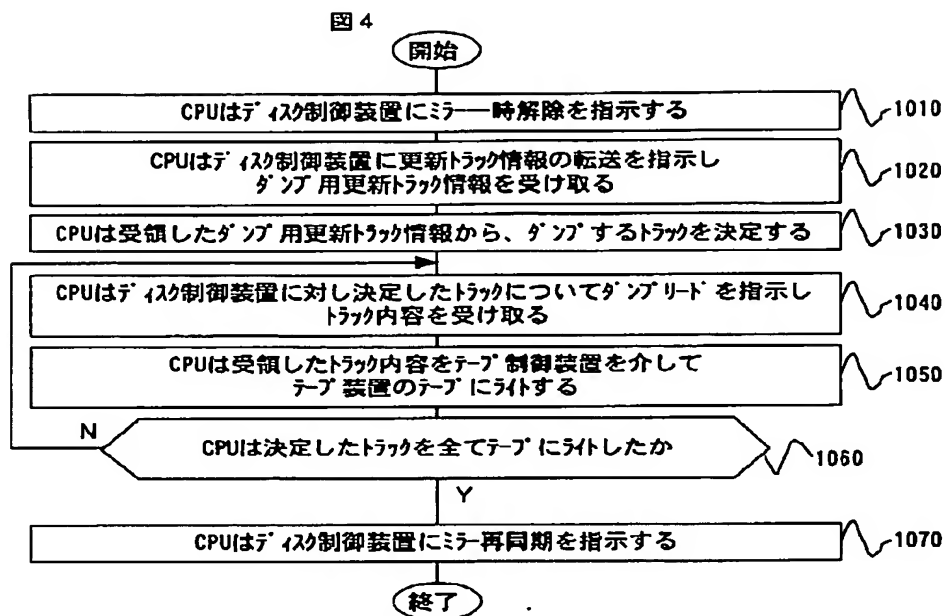 図4
開始
CPUはディスク制御装置にミラー一時解除を指示する
1010
CPUはディスク制御装置に更新トラック情報の転送を指示し
ダンプ用更新トラック情報を受け取る
1020
CPUは受領したダンプ用更新トラック情報から、ダンプするトラックを決定する
1030
CPUはディスク制御装置に対し決定したトラックについてダンプリードを指示し
トラック内容を受け取る
1040
CPUは受領したトラック内容をテープ制御装置を介して
テープ装置のテープにライトする
1050
N
CPUは決定したトラックを全てテープにライトしたか
1060
Y
CPUはディスク制御装置にミラー再同期を指示する
1070
終了